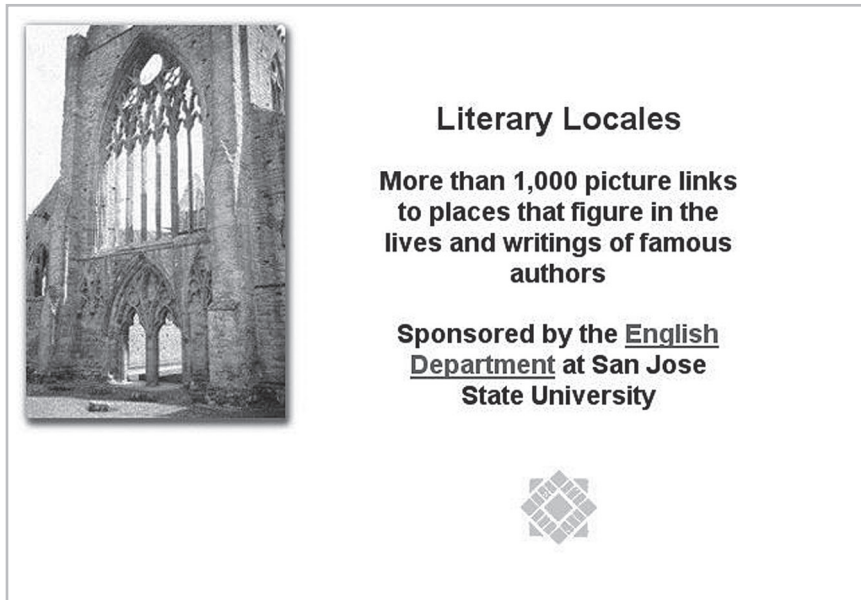 Literary Locales
More than 1,000 picture links
to places that figure in the
lives and writings of famous
authors
Sponsored by the English
Department at San Jose
State University